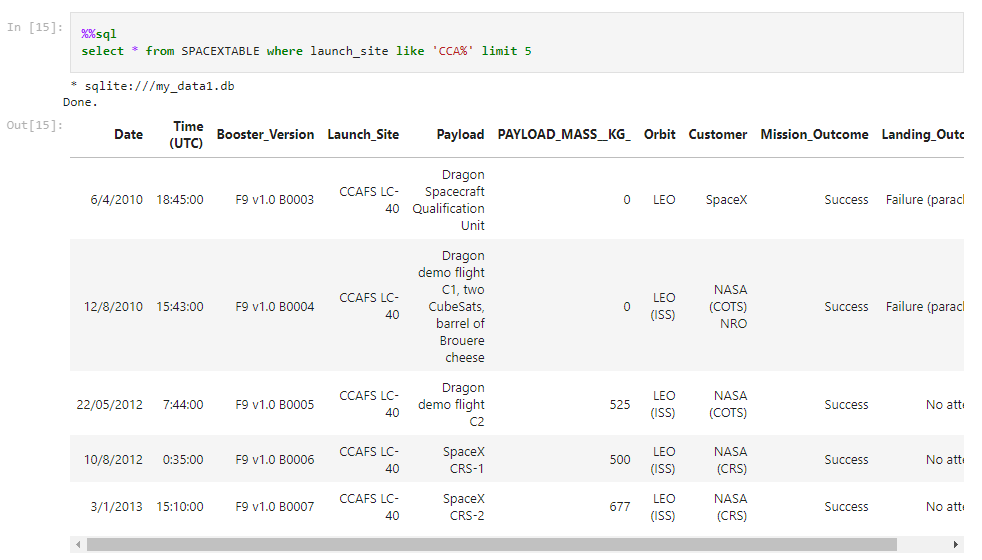 In [15]:
%%sql
select * from SPACEXTABLE where launch_site like 'CCA%' limit 5
* sqlite:///my_data1.db
Done.
Out[15]:
Date Time (UTC) Booster_Version Launch_Site Payload PAYLOAD_MASS__KG_ Orbit Customer Mission_Outcome Landing_Outc
6/4/2010 18:45:00 F9 v1.0 B0003 CCAFS LC-40 Dragon Spacecraft Qualification Unit 0 LEO SpaceX Success Failure (parac
12/8/2010 15:43:00 F9 v1.0 B0004 CCAFS LC-40 Dragon demo flight C1, two CubeSats, barrel of Brouere cheese 0 LEO (ISS) NASA (COTS) NRO Success Failure (parac
22/05/2012 7:44:00 F9 v1.0 B0005 CCAFS LC-40 Dragon demo flight C2 525 LEO (ISS) NASA (COTS) Success No atte
10/8/2012 0:35:00 F9 v1.0 B0006 CCAFS LC-40 SpaceX CRS-1 500 LEO (ISS) NASA (CRS) Success No atte
3/1/2013 15:10:00 F9 v1.0 B0007 CCAFS LC-40 SpaceX CRS-2 677 LEO (ISS) NASA (CRS) Success No atte